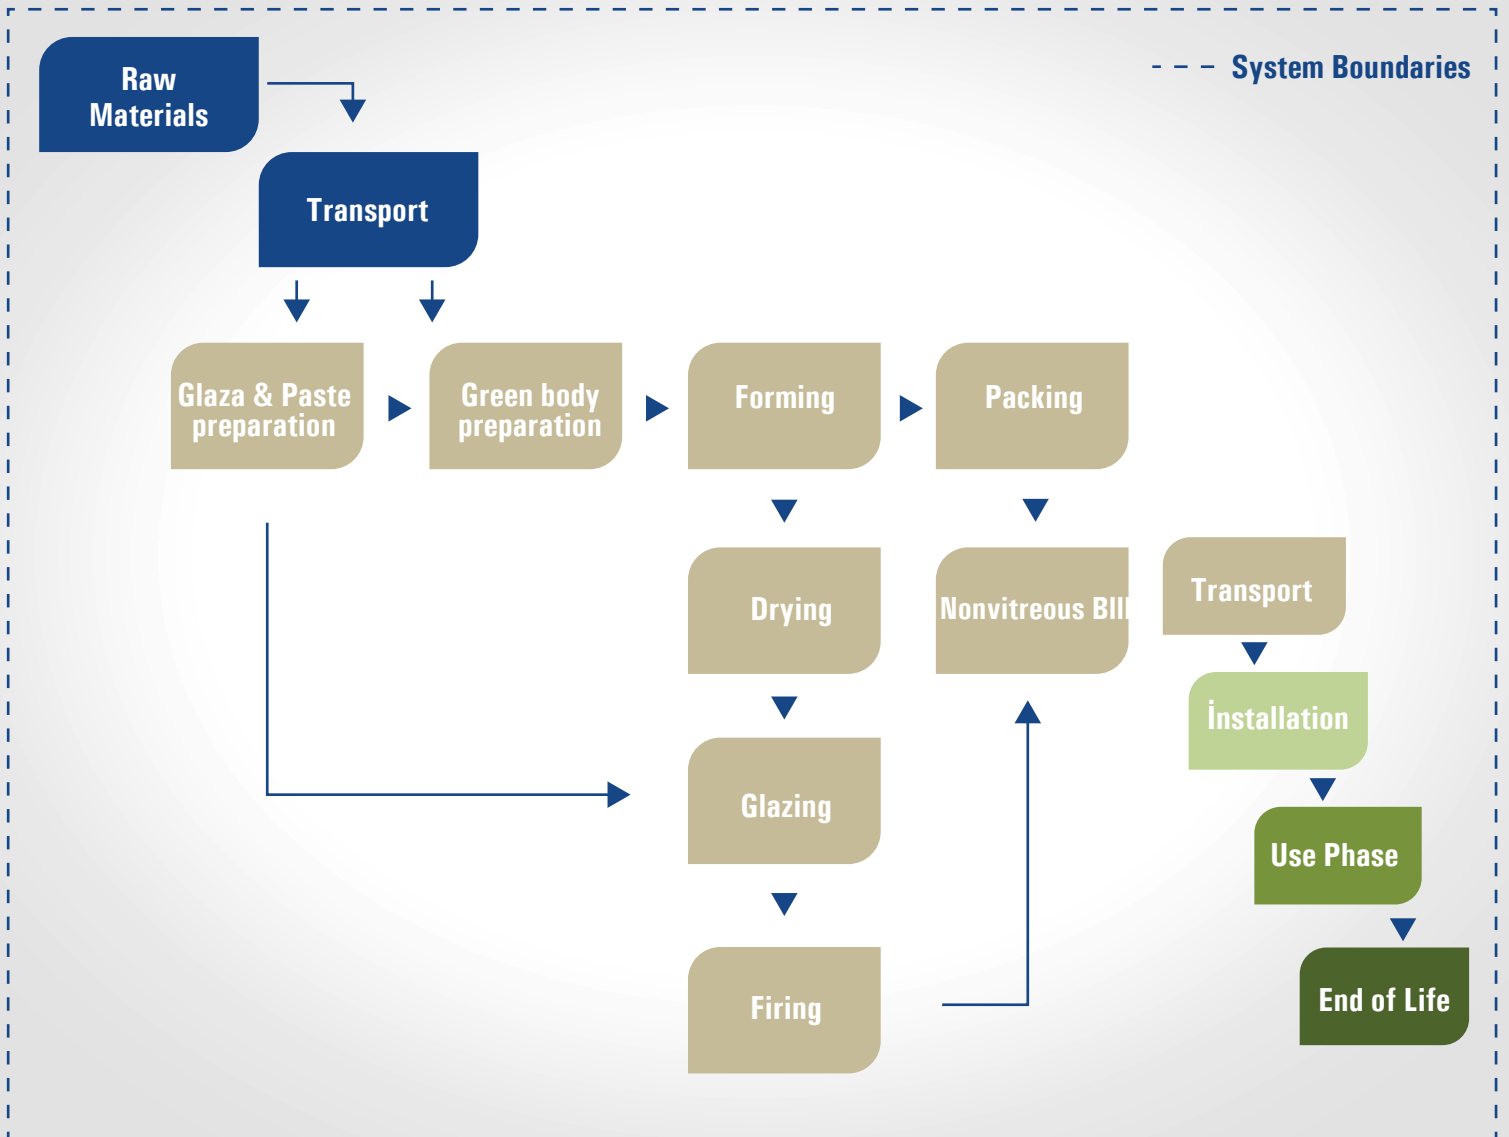 Raw
Materials
System Boundaries
Transport
Glaza & Paste
preparation
Green body
preparation
Forming
Packing
Drying
Nonvitreous BIII
Transport
İnstallation
Glazing
Use Phase
Firing
End of Life